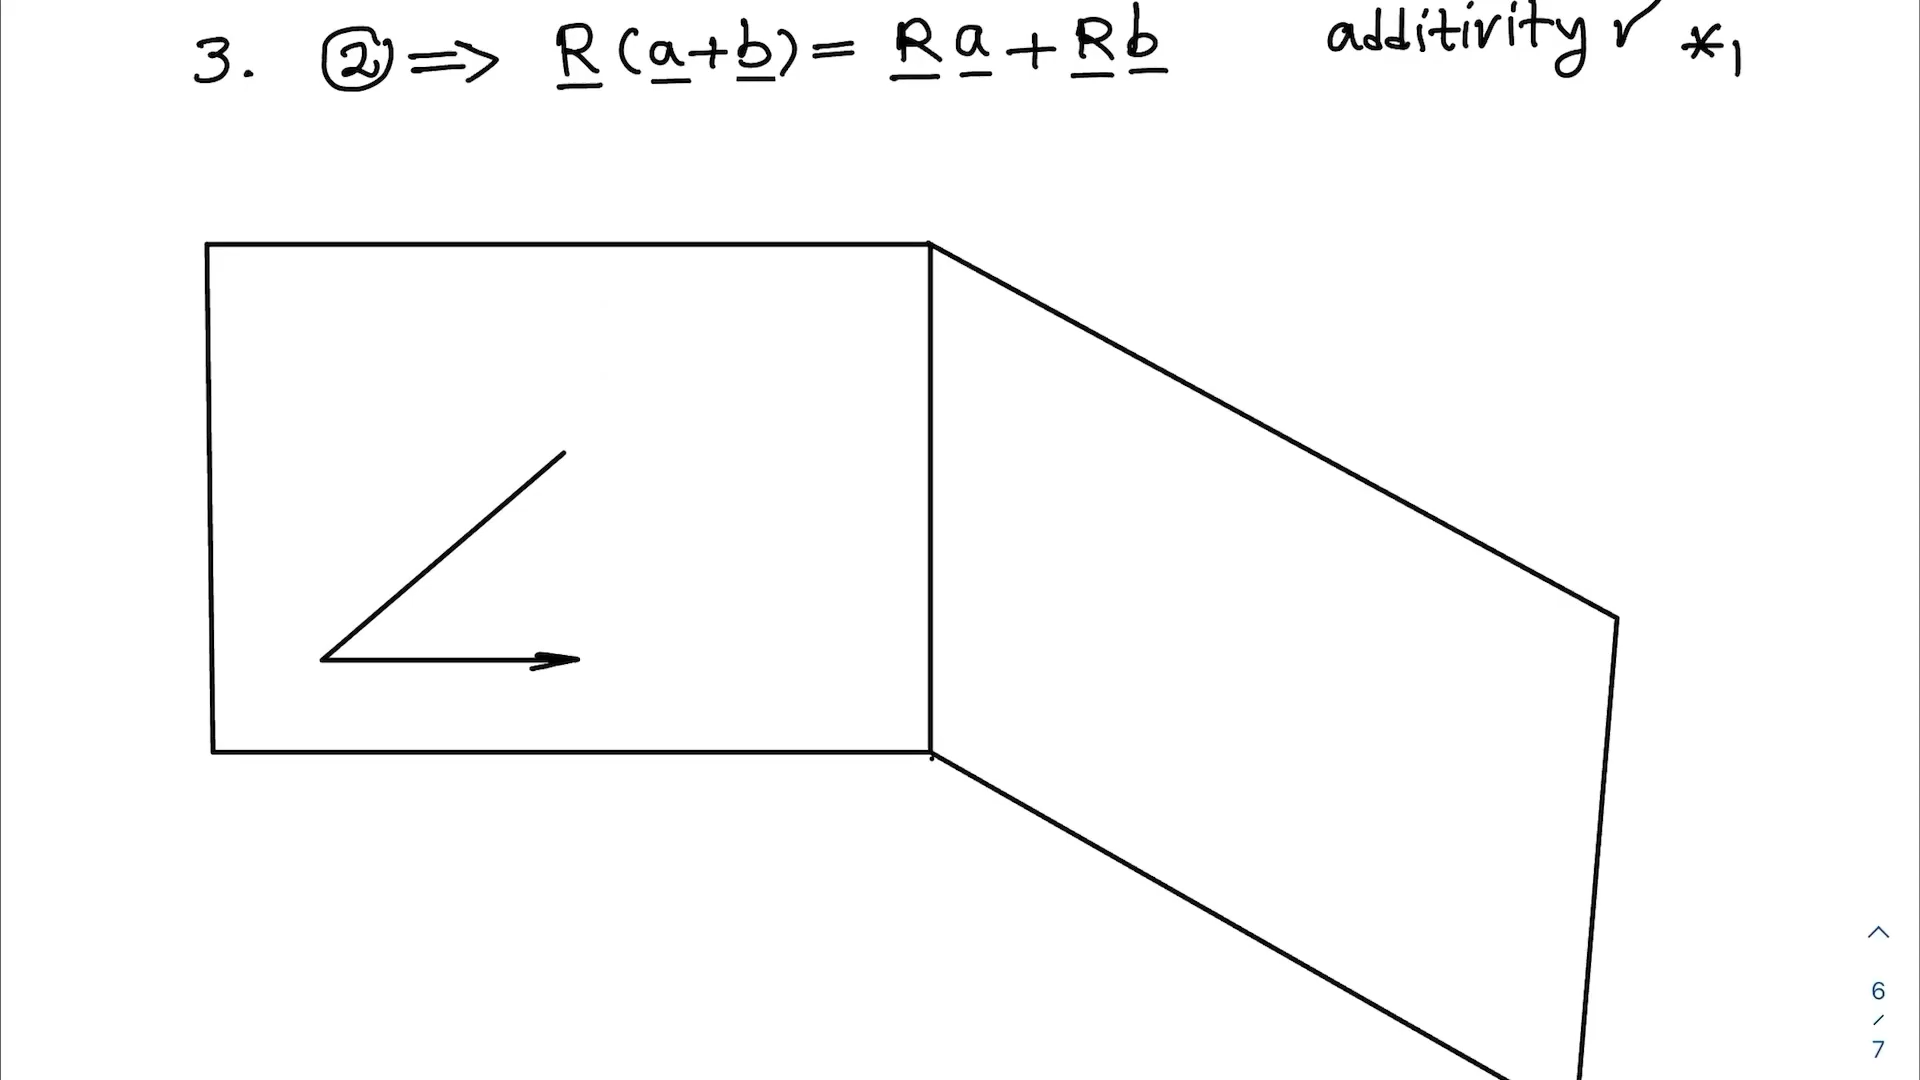 3. ② => R(a+b) = Ra + Rb additivity ✓ *1
6
/
7